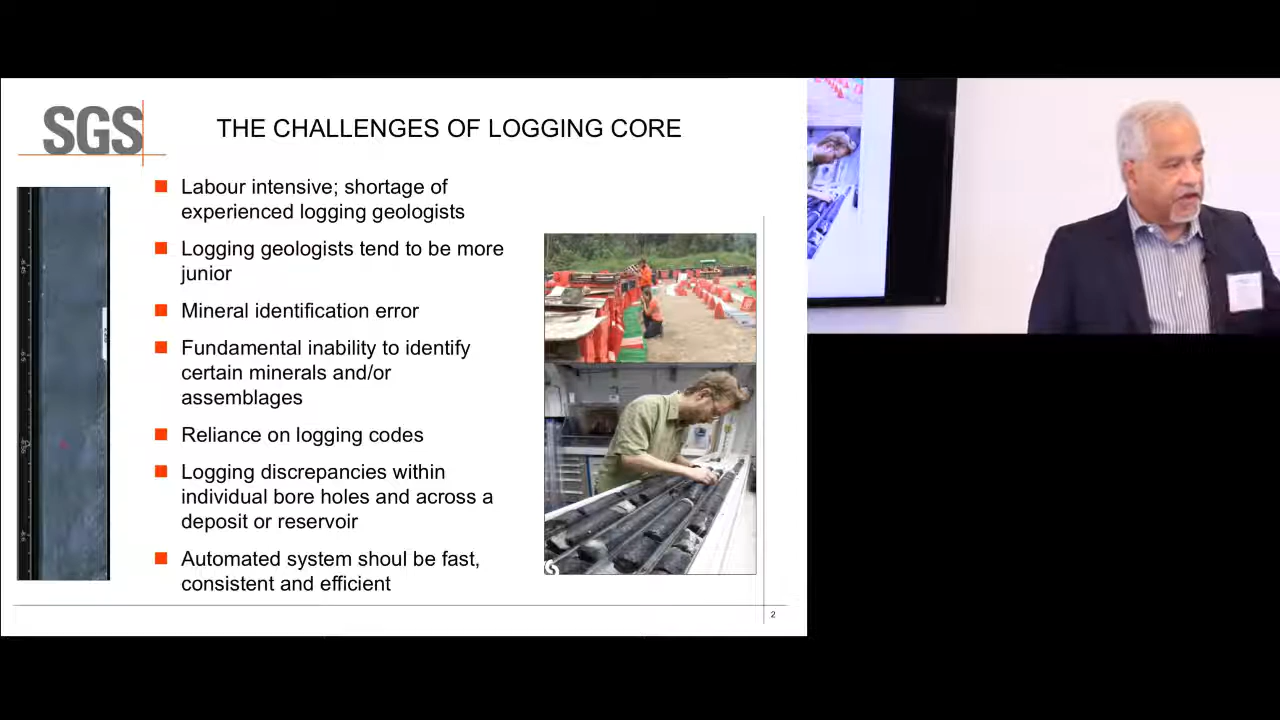 SGS
THE CHALLENGES OF LOGGING CORE
Labour intensive; shortage of
experienced logging geologists
Logging geologists tend to be more
junior
Mineral identification error
Fundamental inability to identify
certain minerals and/or
assemblages
Reliance on logging codes
Logging discrepancies within
individual bore holes and across a
deposit or reservoir
Automated system shoul be fast,
consistent and efficient
2